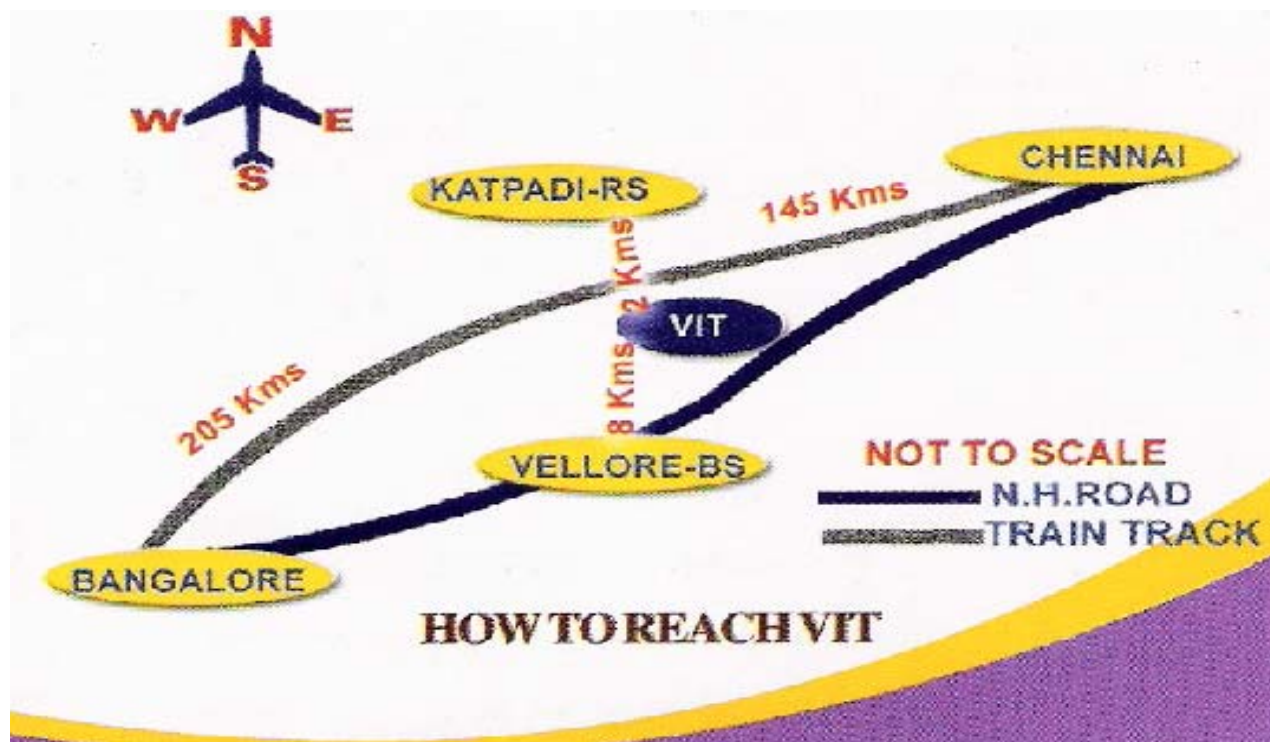 N
W E
S
CHENNAI
KATPADI-RS
145 Kms
2 Kms
VIT
205 Kms
8 Kms
VELLORE-BS
NOT TO SCALE
N.H.ROAD
TRAIN TRACK
BANGALORE
HOW TO REACH VIT